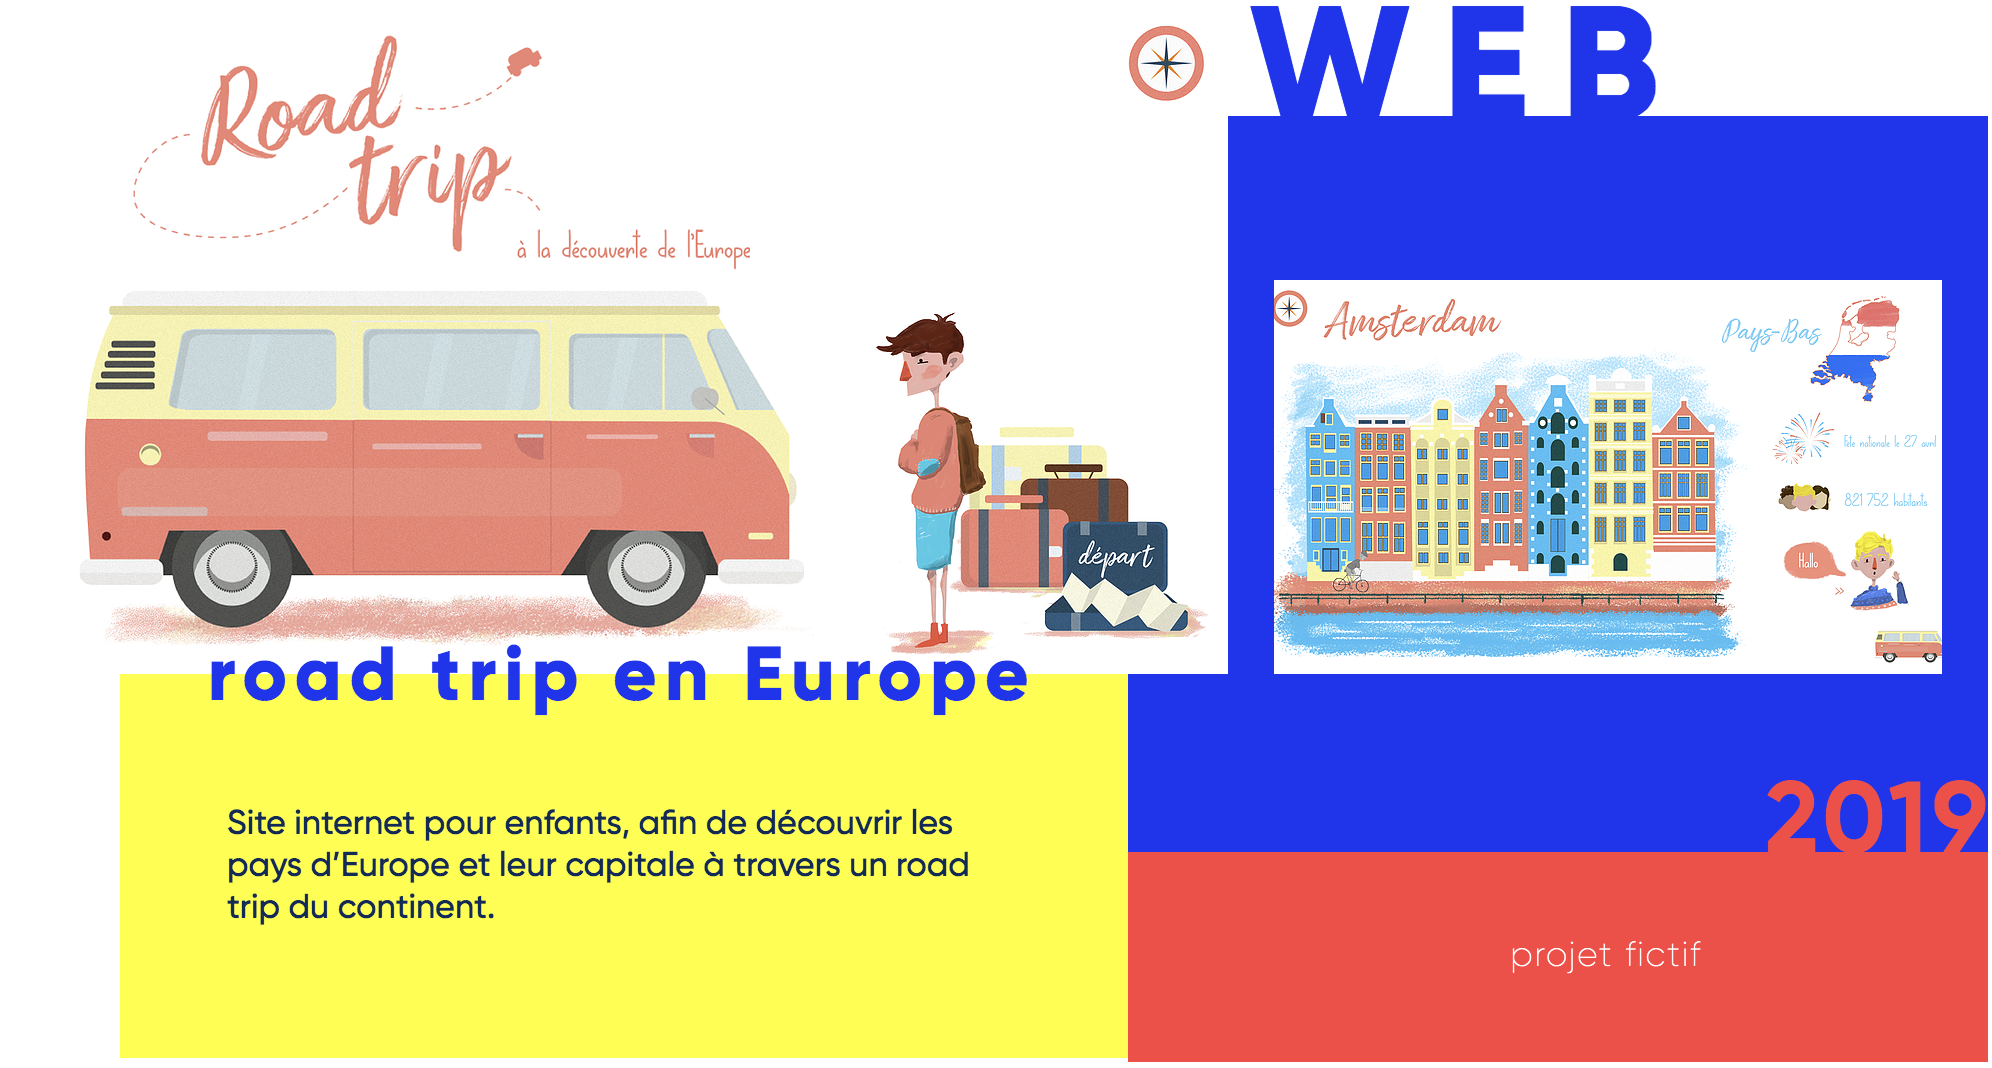 Road
trip
à la découverte de l'Europe
départ
road trip en Europe
Site internet pour enfants, afin de découvrir les
pays d'Europe et leur capitale à travers un road
trip du continent.
WEB
Amsterdam
Pays-Bas
Fête nationale le 27 avril
821 752 habitants
Hallo
»
2019
projet fictif